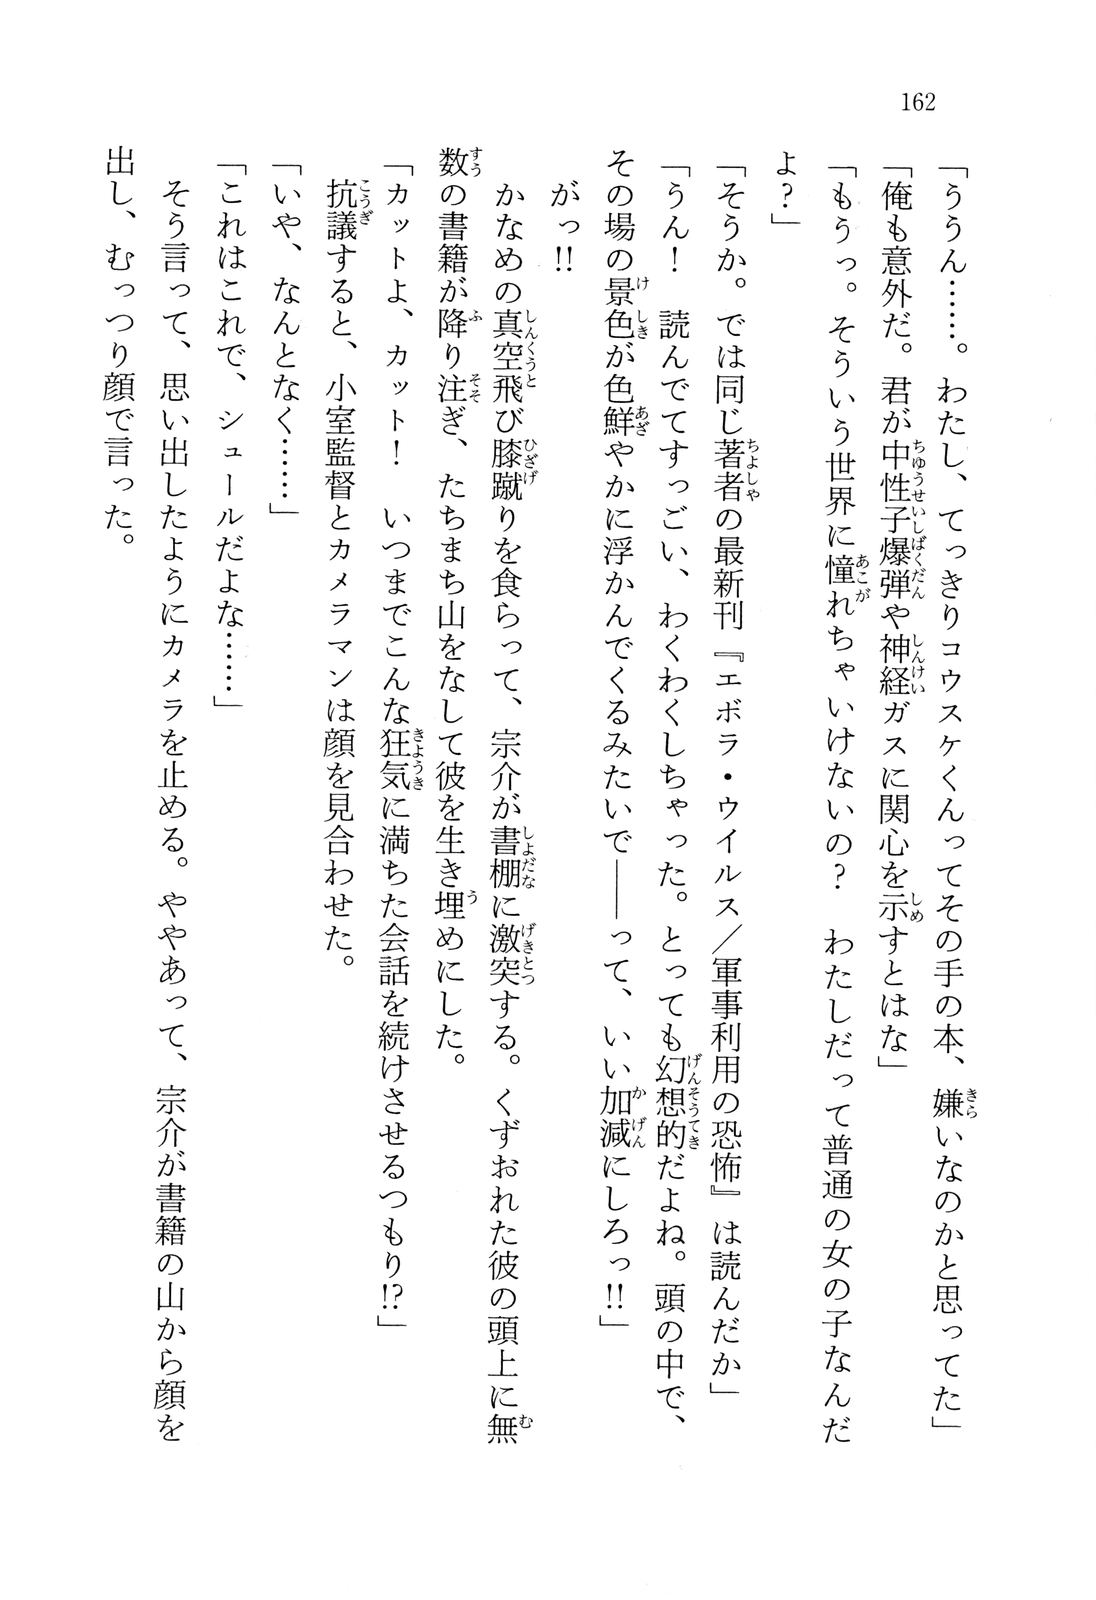 162
「ううん……。わたし、てっきりコウスケくんってその手の本、嫌いなのかと思ってた」
「俺も意外だ。君が中性子爆弾や神経ガスに関心を示すとはな」
「もうっ。そういう世界に憧れちゃいけないの？　わたしだって普通の女の子なんだ
よ？」
「そうか。では同じ著者の最新刊『エボラ・ウイルス／軍事利用の恐怖』は読んだか」
「うん！　読んでてすっごい、わくわくしちゃった。とっても幻想的だよね。頭の中で、
その場の景色が色鮮やかに浮かんでくるみたいで――って、いい加減にしろっ!!」
　がっ!!
　かなめの真空飛び膝蹴りを食らって、宗介が書棚に激突する。くずおれた彼の頭上に無
数の書籍が降り注ぎ、たちまち山をなして彼を生き埋めにした。
「カットよ、カット！　いつまでこんな狂気に満ちた会話を続けさせるつもり!?」
　抗議すると、小室監督とカメラマンは顔を見合わせた。
「いや、なんとなく……」
「これはこれで、シュールだよな……」
　そう言って、思い出したようにカメラを止める。ややあって、宗介が書籍の山から顔を
出し、むっつり顔で言った。